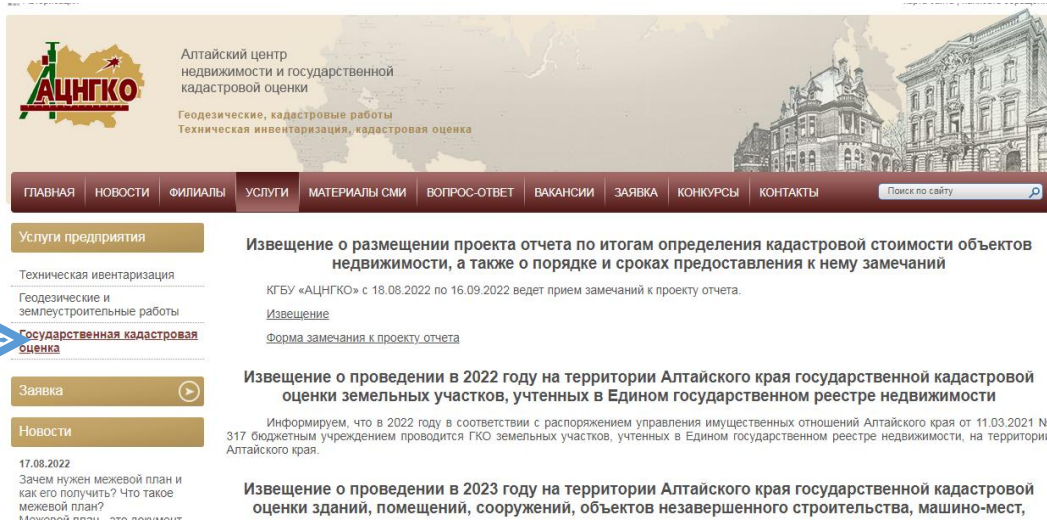 АЦНГКО
Алтайский центр
недвижимости и государственной
кадастровой оценки
Геодезические, кадастровые работы
Техническая инвентаризация, кадастровая оценка
ГЛАВНАЯ НОВОСТИ ФИЛИАЛЫ УСЛУГИ МАТЕРИАЛЫ СМИ ВОПРОС-ОТВЕТ ВАКАНСИИ ЗАЯВКА КОНКУРСЫ КОНТАКТЫ Поиск по сайту
Услуги предприятия
Техническая ивентаризация
Геодезические и
землеустроительные работы
Государственная кадастровая
оценка
Заявка
Новости
17.08.2022
Зачем нужен межевой план и
как его получить? Что такое
межевой план?
Межевой план - это документ
Извещение о размещении проекта отчета по итогам определения кадастровой стоимости объектов
недвижимости, а также о порядке и сроках предоставления к нему замечаний
КГБУ «АЦНГКО» с 18.08.2022 по 16.09.2022 ведет прием замечаний к проекту отчета.
Извещение
Форма замечания к проекту отчета
Извещение о проведении в 2022 году на территории Алтайского края государственной кадастровой
оценки земельных участков, учтенных в Едином государственном реестре недвижимости
Информируем, что в 2022 году в соответствии с распоряжением управления имущественных отношений Алтайского края от 11.03.2021 №
317 бюджетным учреждением проводится ГКО земельных участков, учтенных в Едином государственном реестре недвижимости, на территории
Алтайского края.
Извещение о проведении в 2023 году на территории Алтайского края государственной кадастровой
оценки зданий, помещений, сооружений, объектов незавершенного строительства, машино-мест,